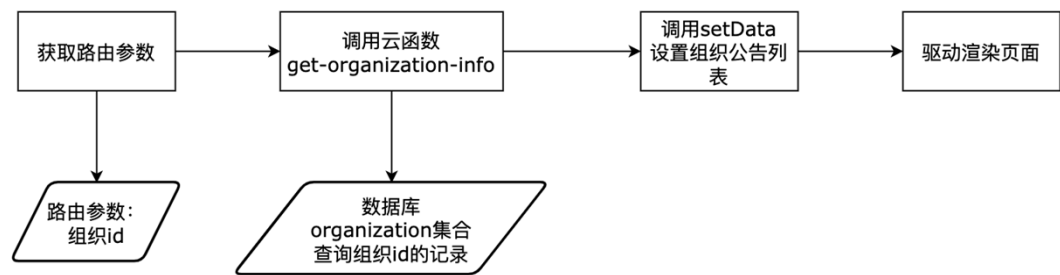 获取路由参数
调用云函数
get-organization-info
调用setData
设置组织公告列
表
驱动渲染页面
路由参数：
组织id
数据库
organization集合
查询组织id的记录